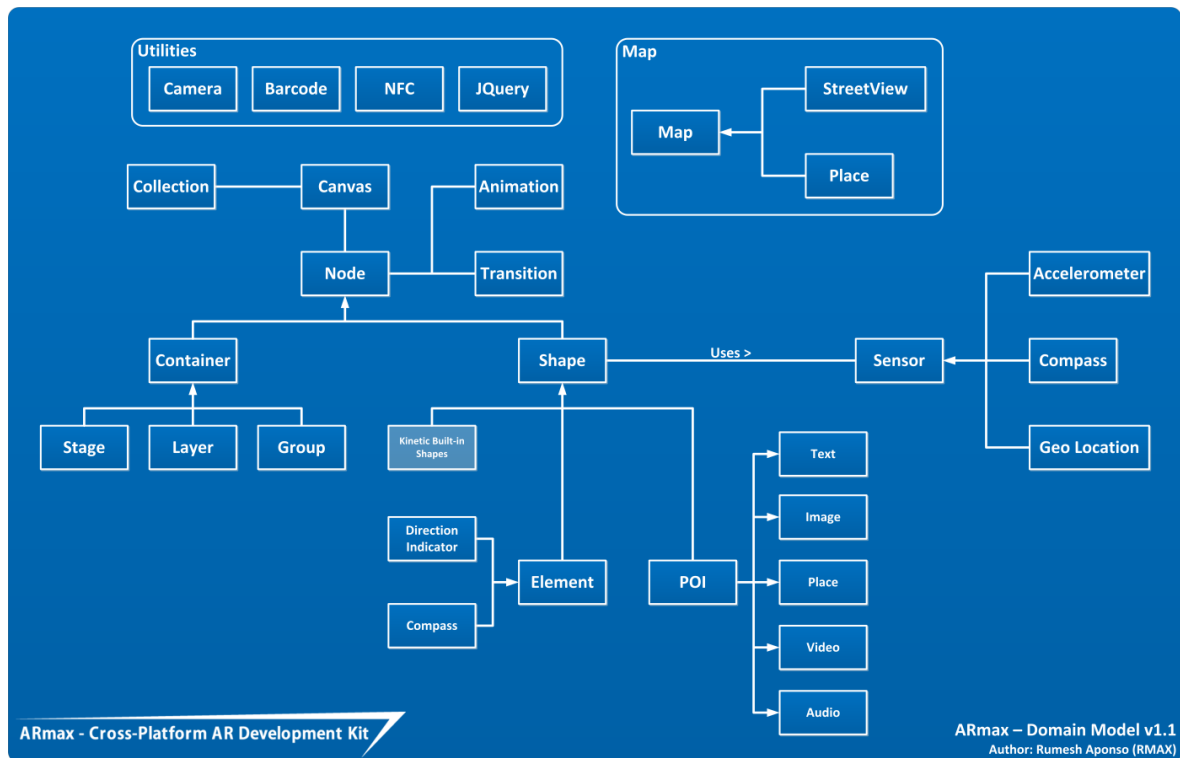 Utilities
Camera
Barcode
NFC
JQuery
Map
StreetView
Map
Place
Collection
Canvas
Animation
Node
Transition
Accelerometer
Container
Shape
Uses >
Sensor
Compass
Stage
Layer
Group
Kinetic Built-in
Shapes
Text
Geo Location
Image
Direction
Indicator
Element
POI
Place
Compass
Video
Audio
ARmax - Cross-Platform AR Development Kit
ARmax – Domain Model v1.1
Author: Rumesh Aponso (RMAX)